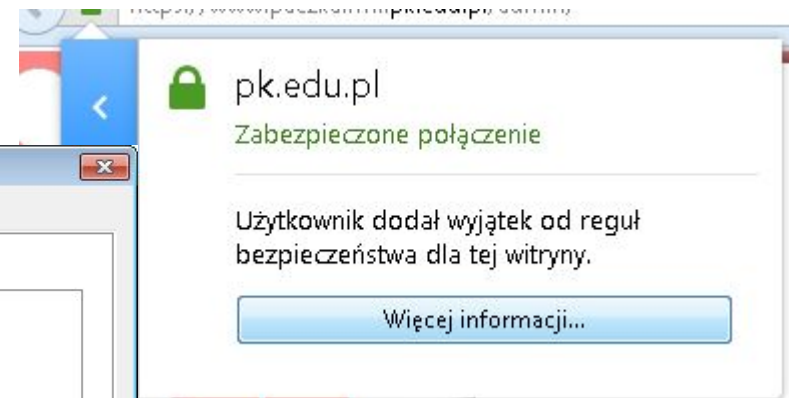 pk.edu.pl
Zabezpieczone połączenie
Użytkownik dodał wyjątek od reguł
bezpieczeństwa dla tej witryny.
Więcej informacji...